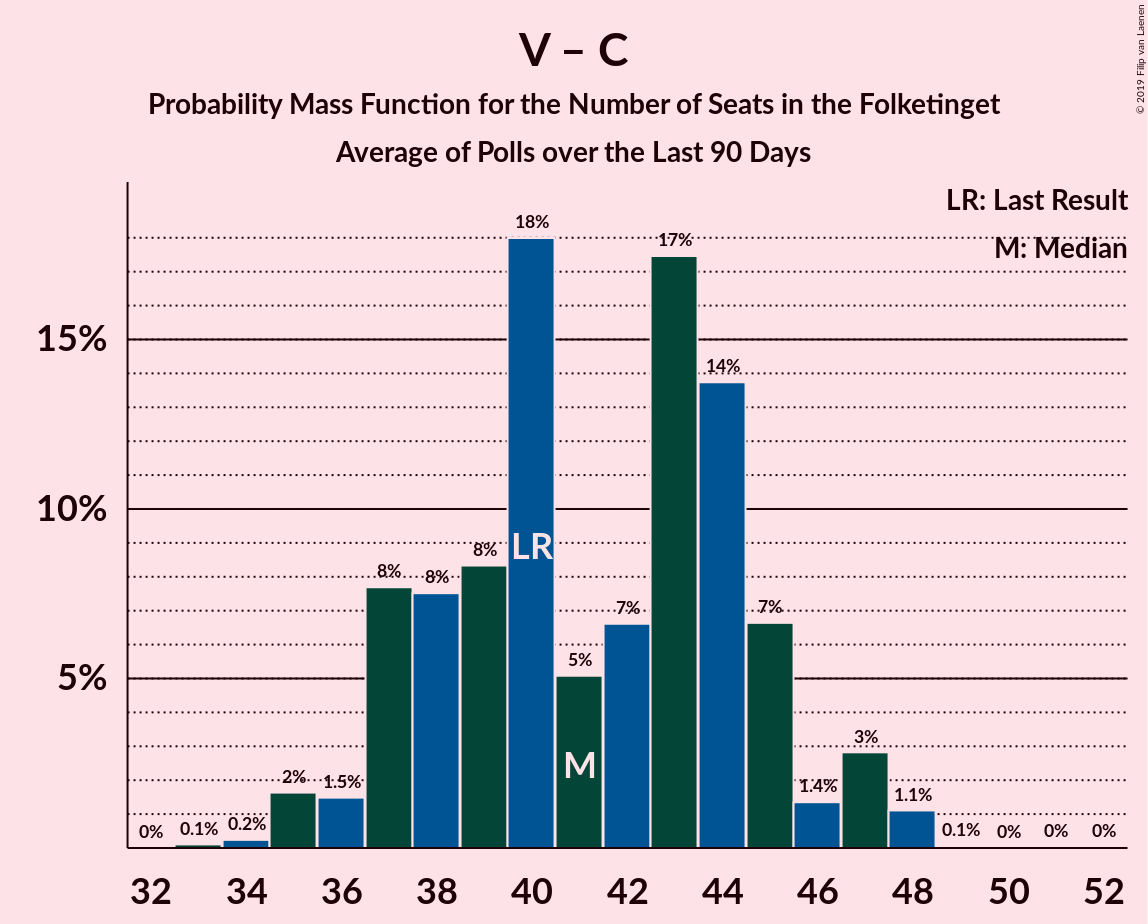 V – C
Probability Mass Function for the Number of Seats in the Folketinget
Average of Polls over the Last 90 Days
© 2019 Filip van Laenen
LR: Last Result
M: Median
15%
10%
5%
0%
0.1%
0.2%
2%
1.5%
8%
8%
8%
18%
5%
7%
17%
14%
7%
1.4%
3%
1.1%
0.1%
0%
0%
0%
LR
M
32 34 36 38 40 42 44 46 48 50 52